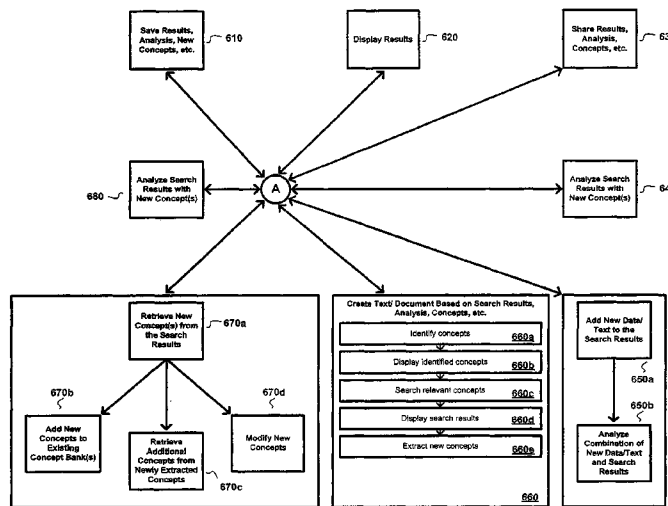 Save Results,
Analysis, New
Concepts, etc.
610
Display Results
620
Share Results,
Analysis,
Concepts, etc.
63
Analyze Search
Results with
New Concept(s)
680
A
Analyze Search
Results with
New Concept(s)
64
Retrieve New
Concept(s) from
the Search
Results
670a
670b
Add New
Concepts to
Existing
Concept Bank(s)
Retrieve
Additional
Concepts from
Newly Extracted
Concepts
670c
670d
Modify New
Concepts
Create Text/ Document Based on Search Results,
Analysis, Concepts, etc.
Identify concepts 660a
Display identified concepts 660b
Search relevant concepts 660c
Display search results 660d
Extract new concepts 660e
660
Add New Data/
Text to the
Search Results
650a
650b
Analyze
Combination of
New Data/Text
and Search
Results